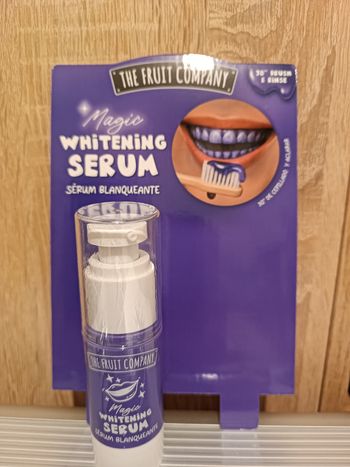 THE FRUIT COMPANY
30" BRUSH
& RINSE
Magic
WHITENING
SERUM
SÉRUM BLANQUEANTE
30" DE CEPILLADO Y ACLARAR
THE FRUIT COMPANY
Magic
WHITENING
SERUM
SÉRUM BLANQUEANTE